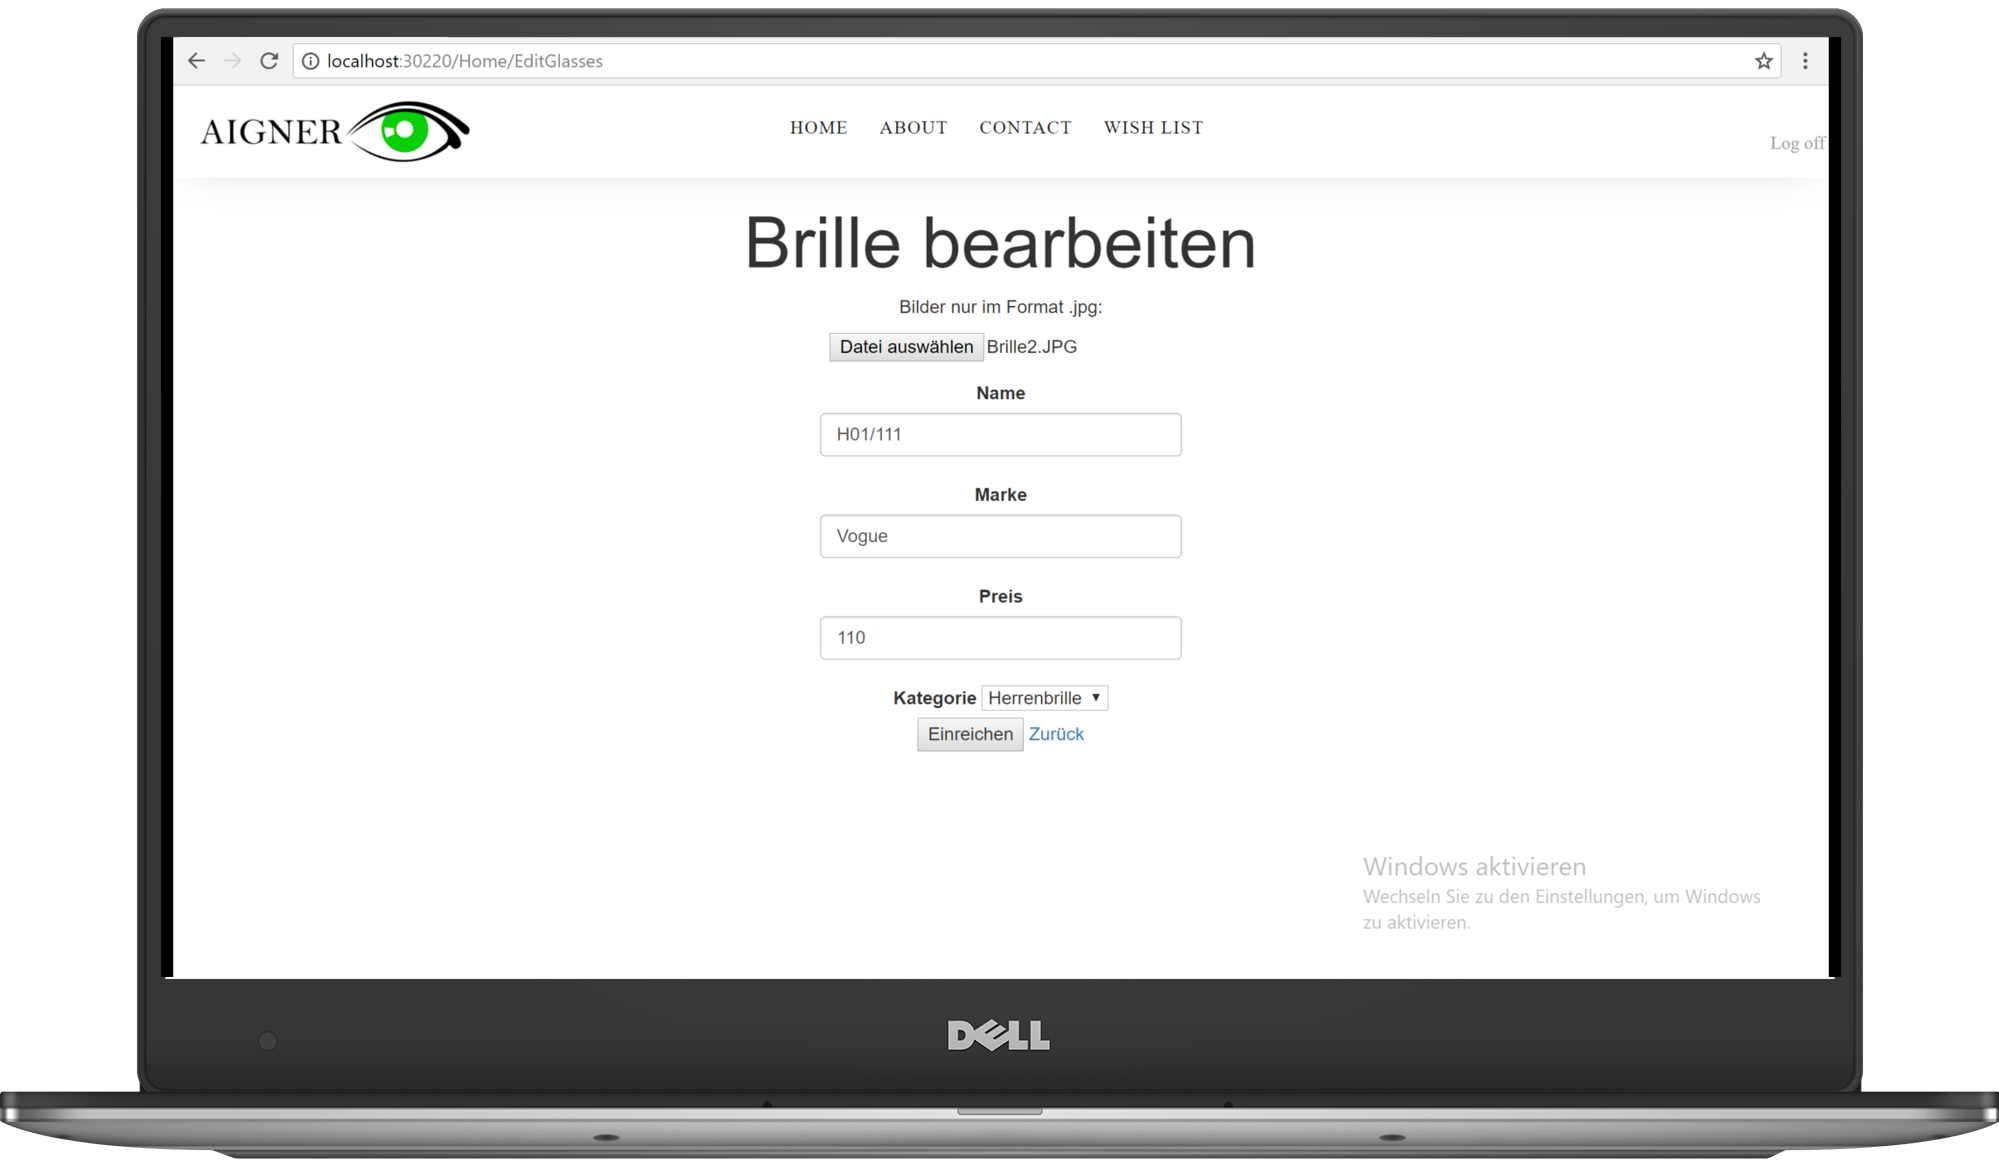 localhost:30220/Home/EditGlasses
AIGNER
HOME ABOUT CONTACT WISH LIST
Log off
Brille bearbeiten
Bilder nur im Format .jpg:
Datei auswählen Brille2.JPG
Name
H01/111
Marke
Vogue
Preis
110
Kategorie Herrenbrille
Einreichen Zurück
Windows aktivieren
Wechseln Sie zu den Einstellungen, um Windows
zu aktivieren.
DELL